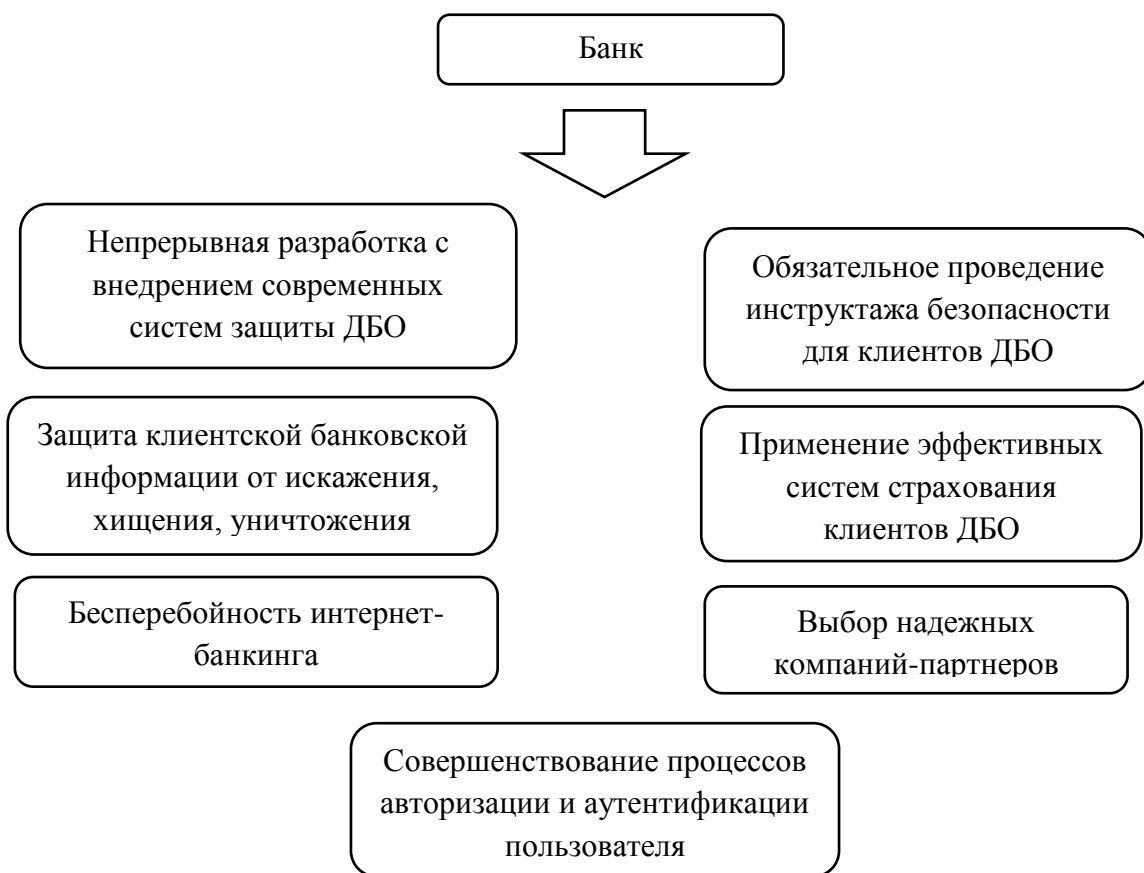 Банк
Непрерывная разработка с
внедрением современных
систем защиты ДБО
Обязательное проведение
инструктажа безопасности
для клиентов ДБО
Защита клиентской банковской
информации от искажения,
хищения, уничтожения
Применение эффективных
систем страхования
клиентов ДБО
Бесперебойность интернет-
банкинга
Выбор надежных
компаний-партнеров
Совершенствование процессов
авторизации и аутентификации
пользователя